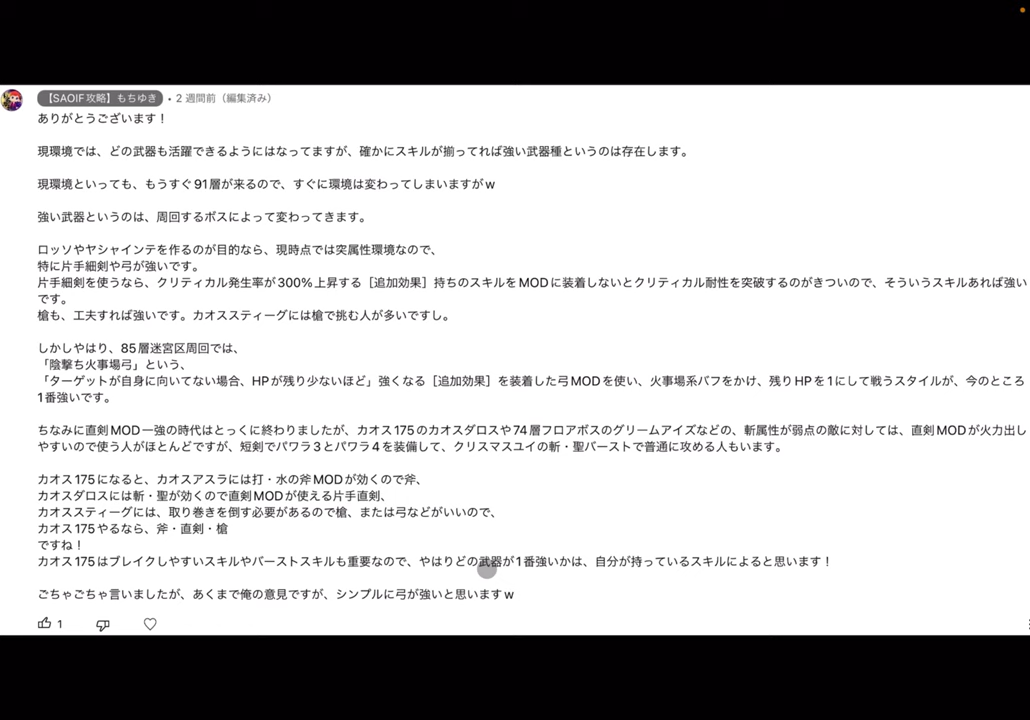 【SAOIF攻略】もちゆき・2 週間前（編集済み）
ありがとうございます！
現環境では、どの武器も活躍できるようにはなってますが、確かにスキルが揃ってれば強い武器種というのは存在します。
現環境といっても、もうすぐ91層が来るので、すぐに環境は変わってしまいますがw
強い武器というのは、周回するボスによって変わってきます。
ロッソやヤシャインテを作るのが目的なら、現時点では突属性環境なので、
特に片手細剣や弓が強いです。
片手細剣を使うなら、クリティカル発生率が300%上昇する［追加効果］持ちのスキルをMODに装着しないとクリティカル耐性を突破するのがきついので、そういうスキルあれば強い
です。
槍も、工夫すれば強いです。カオススティーグには槍で挑む人が多いですし。
しかしやはり、85層迷宮区周回では、
「陰撃ち火事場弓」という、
「ターゲットが自身に向いてない場合、HPが残り少ないほど」強くなる［追加効果］を装着した弓MODを使い、火事場系バフをかけ、残りHPを1にして戦うスタイルが、今のところ
1番強いです。
ちなみに直剣MOD一強の時代はとっくに終わりましたが、カオス175のカオスダロスや74層フロアボスのグリームアイズなどの、斬属性が弱点の敵に対しては、直剣MODが火力出し
やすいので使う人がほとんどですが、短剣でパワラ3とパワラ4を装備して、クリスマスユイの斬・聖バーストで普通に攻める人もいます。
カオス175になると、カオスアスラには打・水の斧MODが効くので斧、
カオスダロスには斬・聖が効くので直剣MODが使える片手直剣、
カオススティーグには、取り巻きを倒す必要があるので槍、または弓などがいいので、
カオス175やるなら、斧・直剣・槍
ですね！
カオス175はブレイクしやすいスキルやバーストスキルも重要なので、やはりどの武器が1番強いかは、自分が持っているスキルによると思います！
ごちゃごちゃ言いましたが、あくまで俺の意見ですが、シンプルに弓が強いと思いますw
1